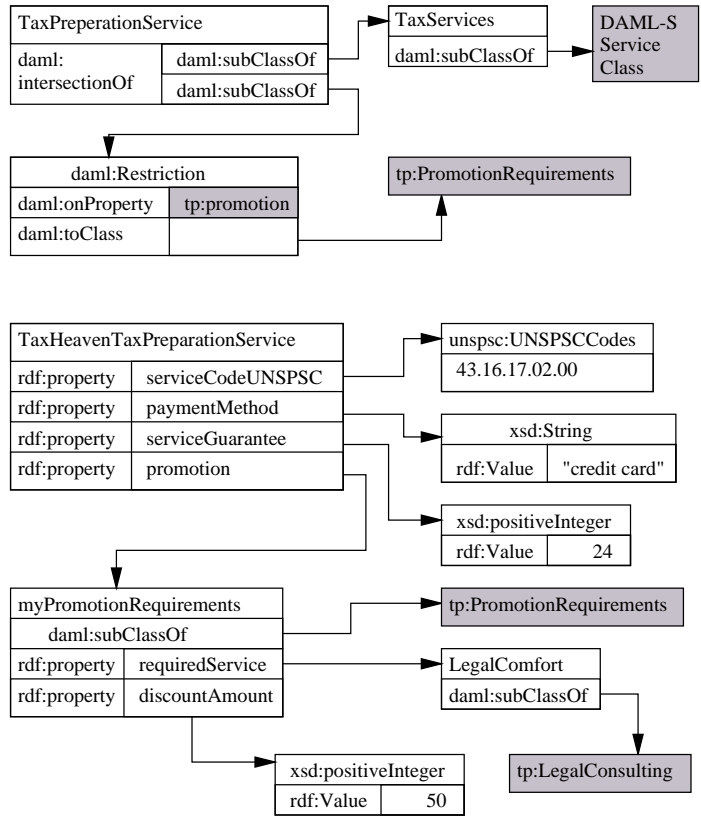 TaxPreperationService
daml:
intersectionOf
daml:subClassOf
daml:subClassOf
TaxServices
daml:subClassOf
DAML-S
Service
Class
daml:Restriction
daml:onProperty tp:promotion
daml:toClass
tp:PromotionRequirements
TaxHeavenTaxPreparationService
rdf:property serviceCodeUNSPSC
rdf:property paymentMethod
rdf:property serviceGuarantee
rdf:property promotion
unspsc:UNSPSCCodes
43.16.17.02.00
xsd:String
rdf:Value "credit card"
xsd:positiveInteger
rdf:Value 24
myPromotionRequirements
daml:subClassOf
rdf:property requiredService
rdf:property discountAmount
tp:PromotionRequirements
LegalComfort
daml:subClassOf
tp:LegalConsulting
xsd:positiveInteger
rdf:Value 50